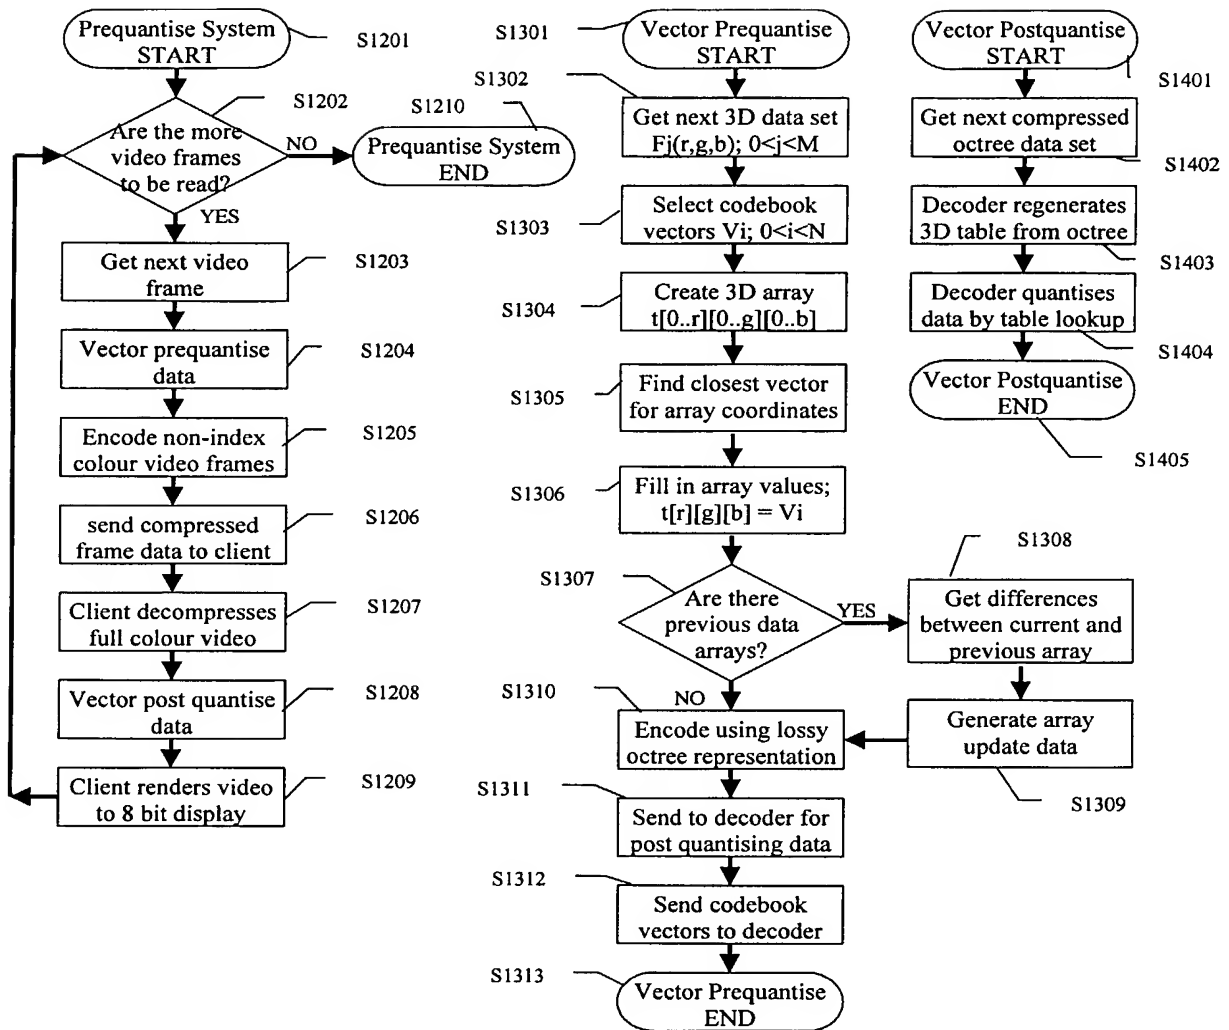 Prequantise System
START
S1201
S1202
Are the more
video frames
to be read?
NO
YES
S1210
Prequantise System
END
Get next video
frame
S1203
Vector prequantise
data
S1204
Encode non-index
colour video frames
S1205
send compressed
frame data to client
S1206
Client decompresses
full colour video
S1207
Vector post quantise
data
S1208
Client renders video
to 8 bit display
S1209
S1301
Vector Prequantise
START
S1302
Get next 3D data set
Fj(r,g,b); 0<j<M
S1303
Select codebook
vectors Vi; 0<i<N
S1304
Create 3D array
t[0..r][0..g][0..b]
S1305
Find closest vector
for array coordinates
S1306
Fill in array values;
t[r][g][b] = Vi
S1307
Are there
previous data
arrays?
YES
NO
S1308
Get differences
between current and
previous array
Generate array
update data
S1309
S1310
Encode using lossy
octree representation
S1311
Send to decoder for
post quantising data
S1312
Send codebook
vectors to decoder
S1313
Vector Prequantise
END
Vector Postquantise
START
S1401
Get next compressed
octree data set
S1402
Decoder regenerates
3D table from octree
S1403
Decoder quantises
data by table lookup
S1404
Vector Postquantise
END
S1405